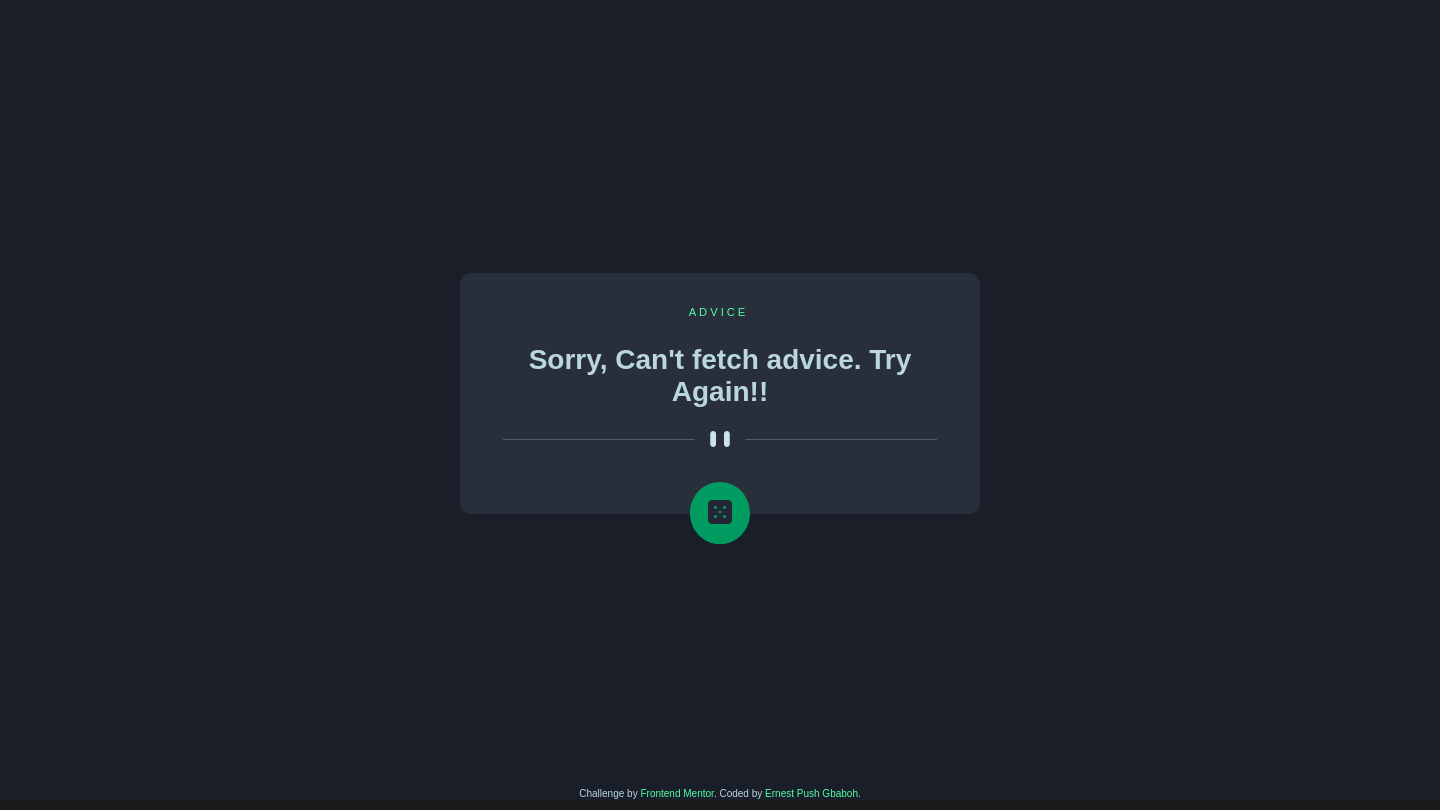 ADVICE
Sorry, Can't fetch advice. Try
Again!!
Challenge by Frontend Mentor. Coded by Ernest Push Gbaboh.